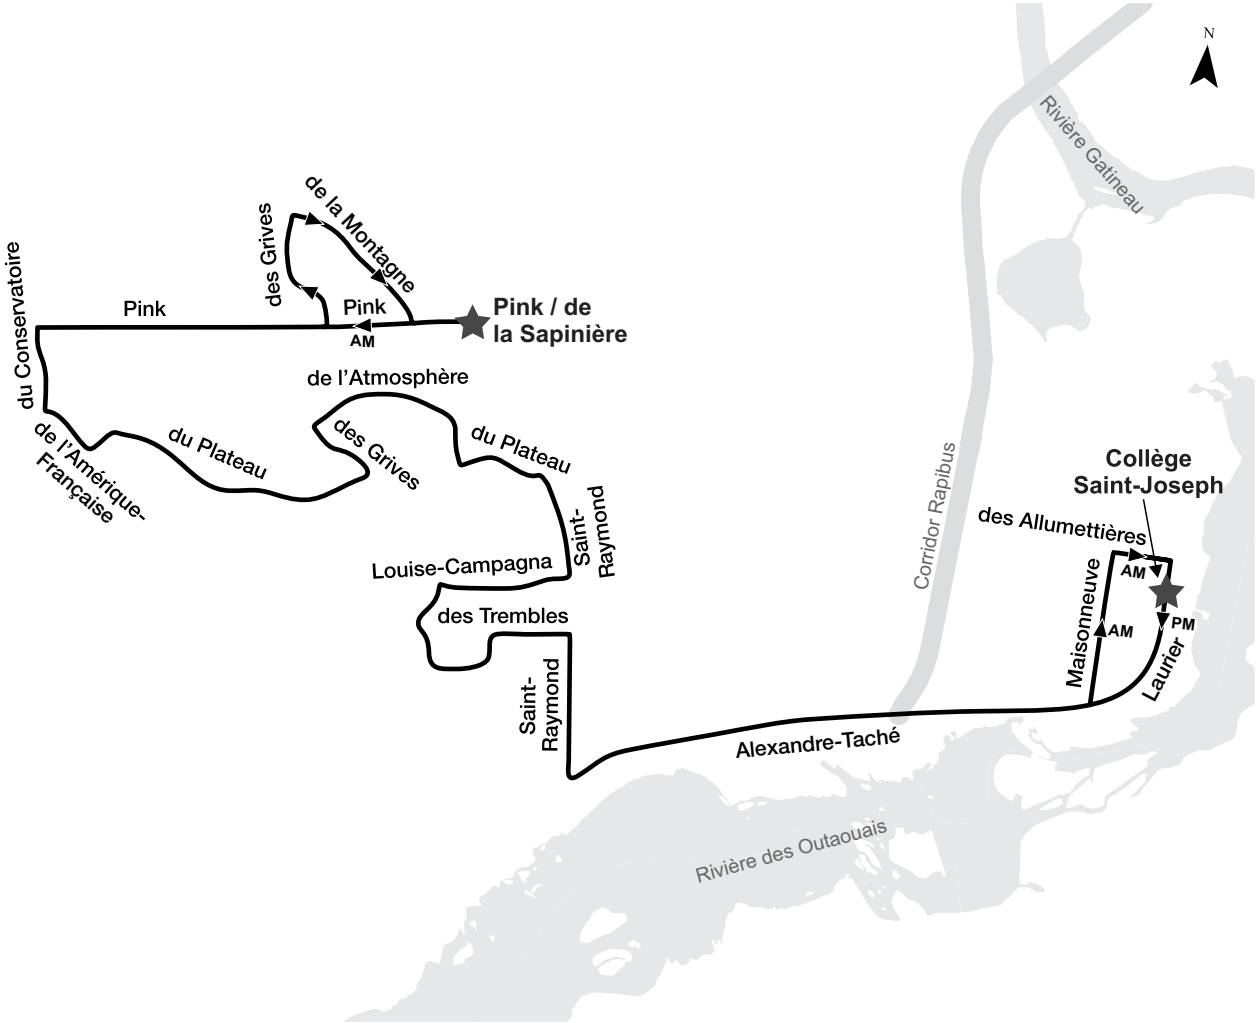 N
Rivière Gatineau
de la Montagne
des Grives
du Conservatoire
Pink
Pink
AM
Pink / de
la Sapinière
de l'Atmosphère
des Grives
du Plateau
du Plateau
de l'Amérique-
Française
Saint-
Raymond
Louise-Campagna
des Trembles
Saint-
Raymond
Alexandre-Taché
Corridor Rapibus
Collège
Saint-Joseph
des Allumettières
AM
Maisonneuve
AM
PM
Laurier
Rivière des Outaouais